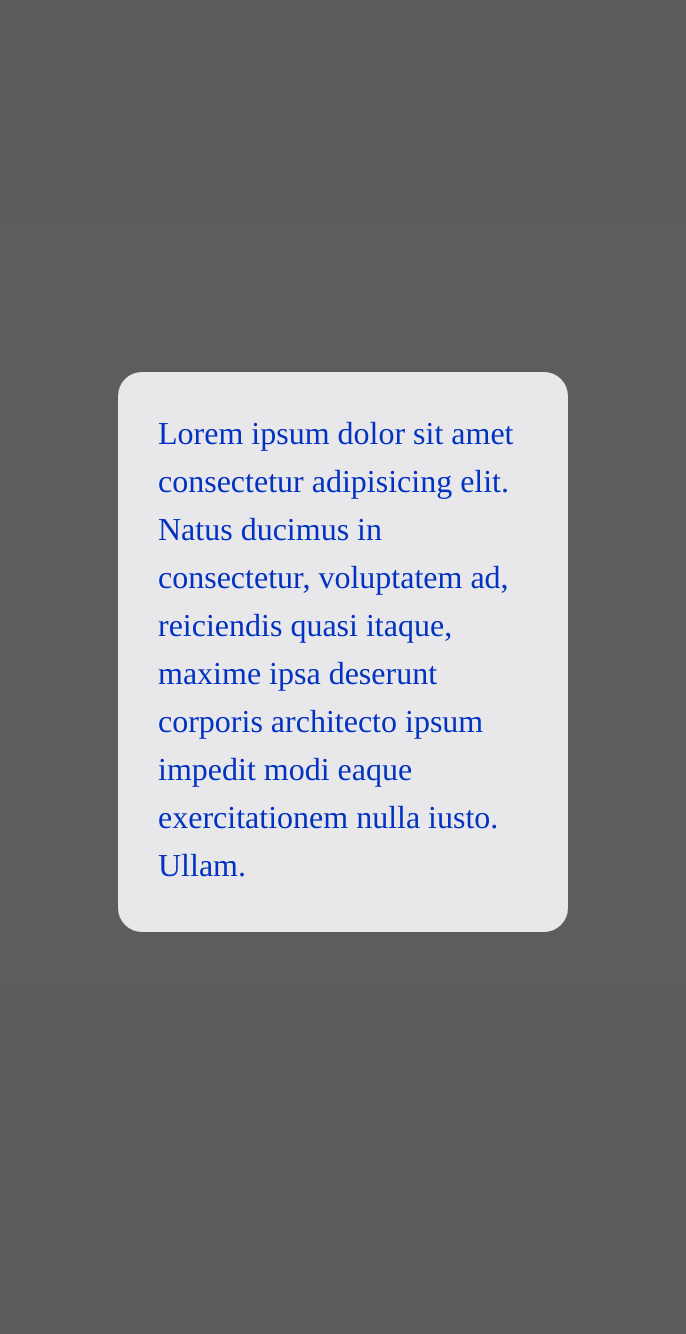 Lorem ipsum dolor sit amet
consectetur adipisicing elit.
Natus ducimus in
consectetur, voluptatem ad,
reiciendis quasi itaque,
maxime ipsa deserunt
corporis architecto ipsum
impedit modi eaque
exercitationem nulla iusto.
Ullam.